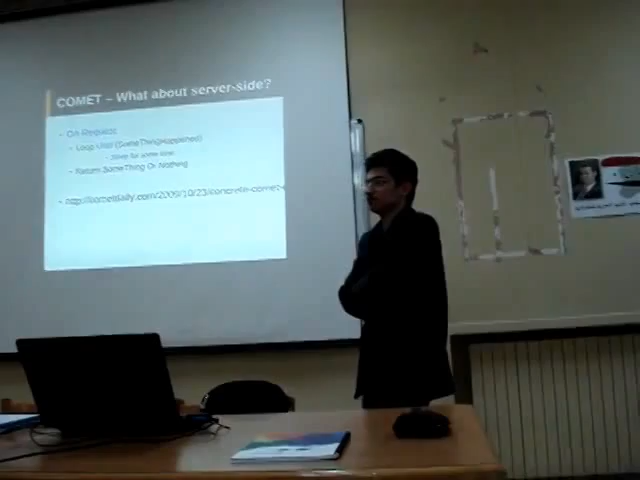 COMET – What about server-side?
On Request
Loop Until (SomeThingHappened)
Sleep for some time
Return SomeThing Or Nothing
http://cometdaily.com/2009/10/23/concrete-comet-